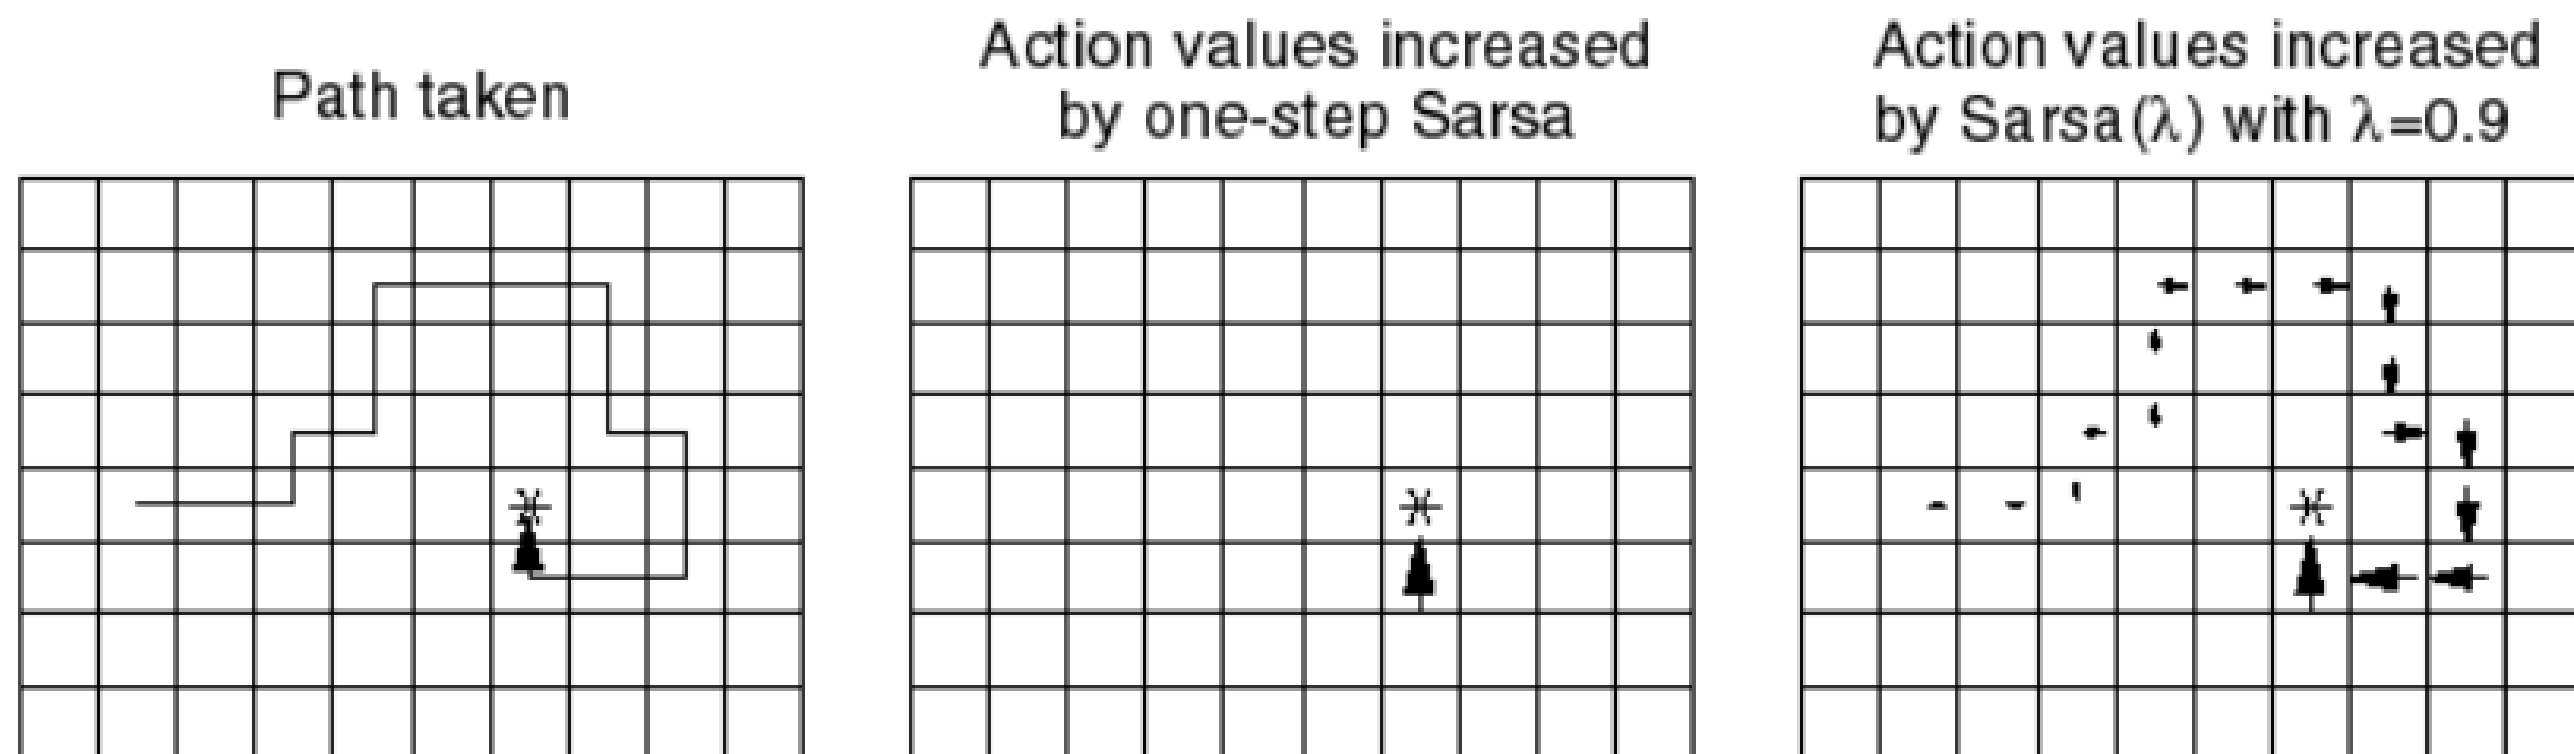 Path taken
Action values increased
by one-step Sarsa
Action values increased
by Sarsa(λ) with λ=0.9